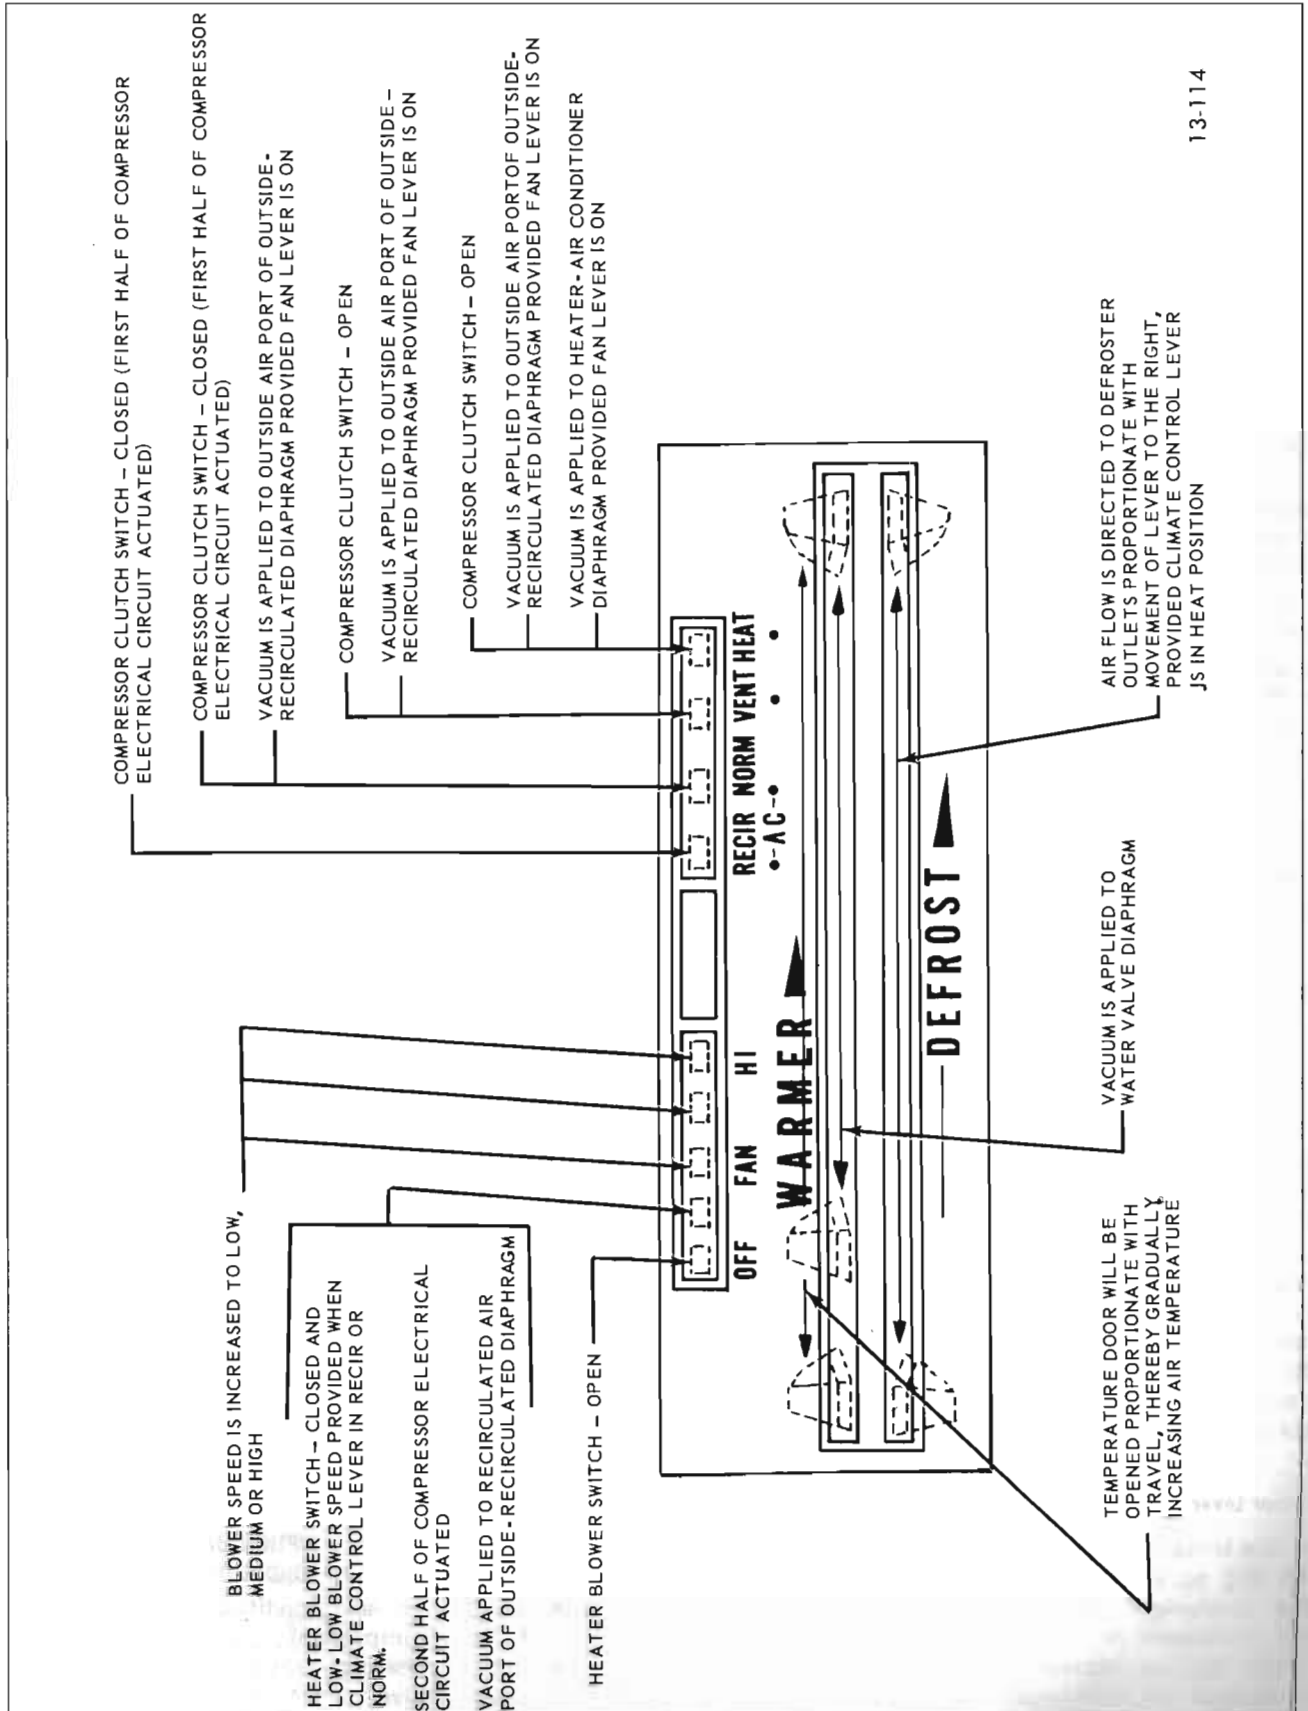 COMPRESSOR CLUTCH SWITCH – CLOSED (FIRST HALF OF COMPRESSOR
ELECTRICAL CIRCUIT ACTUATED)
COMPRESSOR CLUTCH SWITCH – CLOSED (FIRST HALF OF COMPRESSOR
ELECTRICAL CIRCUIT ACTUATED)
VACUUM IS APPLIED TO OUTSIDE AIR PORT OF OUTSIDE-
RECIRCULATED DIAPHRAGM PROVIDED FAN LEVER IS ON
COMPRESSOR CLUTCH SWITCH – OPEN
VACUUM IS APPLIED TO OUTSIDE AIR PORT OF OUTSIDE –
RECIRCULATED DIAPHRAGM PROVIDED FAN LEVER IS ON
COMPRESSOR CLUTCH SWITCH – OPEN
VACUUM IS APPLIED TO OUTSIDE AIR PORTOF OUTSIDE-
RECIRCULATED DIAPHRAGM PROVIDED FAN LEVER IS ON
VACUUM IS APPLIED TO HEATER-AIR CONDITIONER
DIAPHRAGM PROVIDED FAN LEVER IS ON
BLOWER SPEED IS INCREASED TO LOW,
MEDIUM OR HIGH
HEATER BLOWER SWITCH – CLOSED AND
LOW-LOW BLOWER SPEED PROVIDED WHEN
CLIMATE CONTROL LEVER IN RECIR OR
NORM.
SECOND HALF OF COMPRESSOR ELECTRICAL
CIRCUIT ACTUATED
VACUUM APPLIED TO RECIRCULATED AIR
PORT OF OUTSIDE-RECIRCULATED DIAPHRAGM
HEATER BLOWER SWITCH – OPEN
OFF FAN HI
RECIR NORM VENT HEAT
•-AC-• • •
WARMER
DEFROST
TEMPERATURE DOOR WILL BE
OPENED PROPORTIONATE WITH
TRAVEL, THEREBY GRADUALLY,
INCREASING AIR TEMPERATURE
VACUUM IS APPLIED TO
WATER VALVE DIAPHRAGM
AIR FLOW IS DIRECTED TO DEFROSTER
OUTLETS PROPORTIONATE WITH
MOVEMENT OF LEVER TO THE RIGHT,
PROVIDED CLIMATE CONTROL LEVER
IS IN HEAT POSITION
13-114